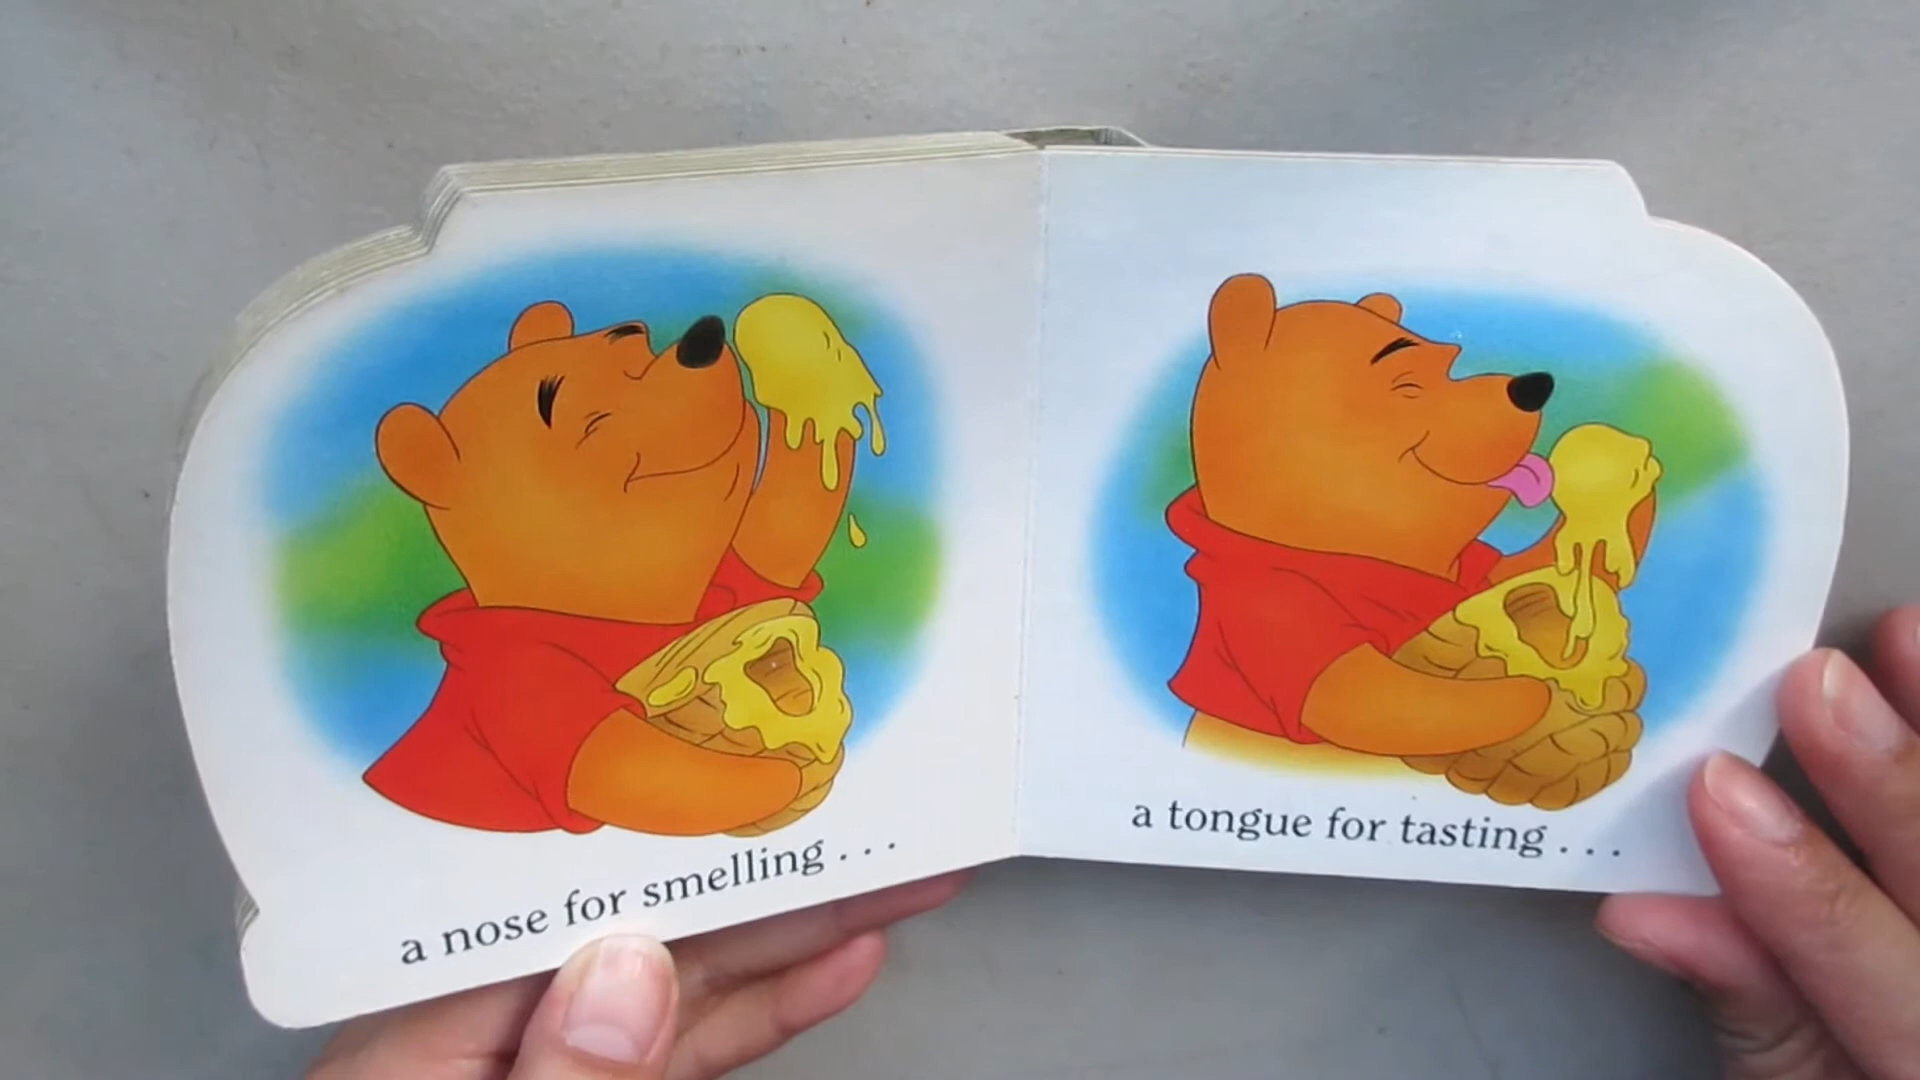 a nose for smelling . . .
a tongue for tasting . . .